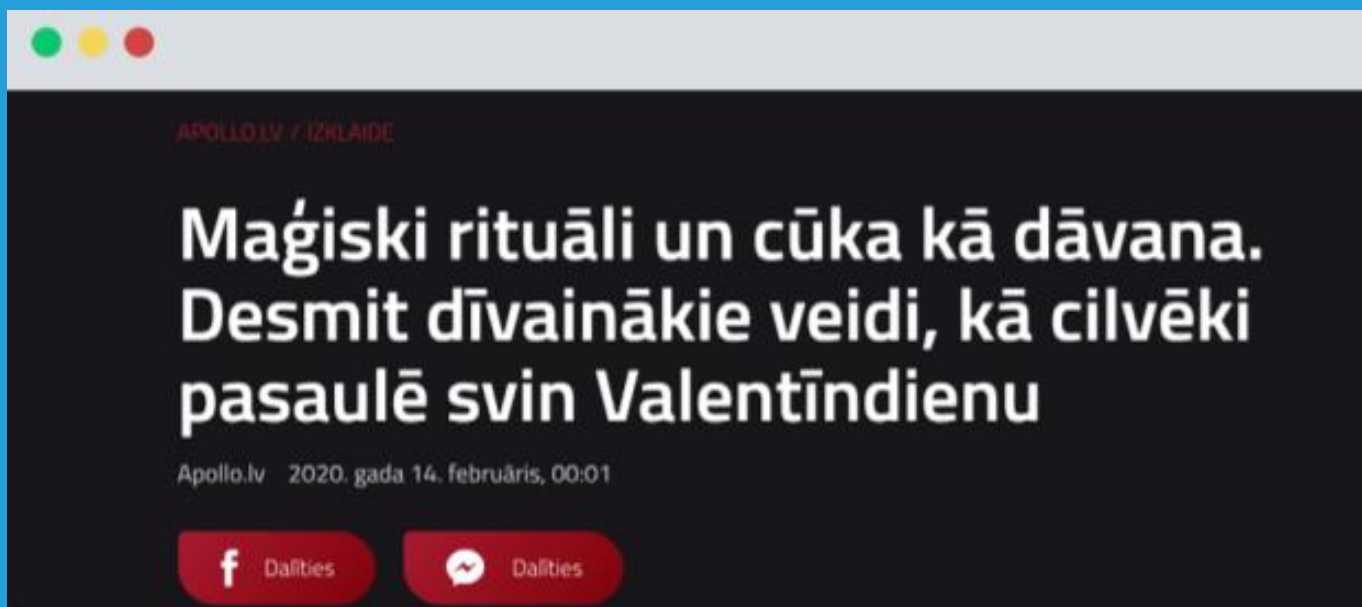 APOLLO.LV / IZKLAIDE
Maģiski rituāli un cūka kā dāvana.
Desmit dīvainākie veidi, kā cilvēki
pasaulē svin Valentīndienu
Apollo.lv 2020. gada 14. februāris, 00:01
Dalīties Dalīties